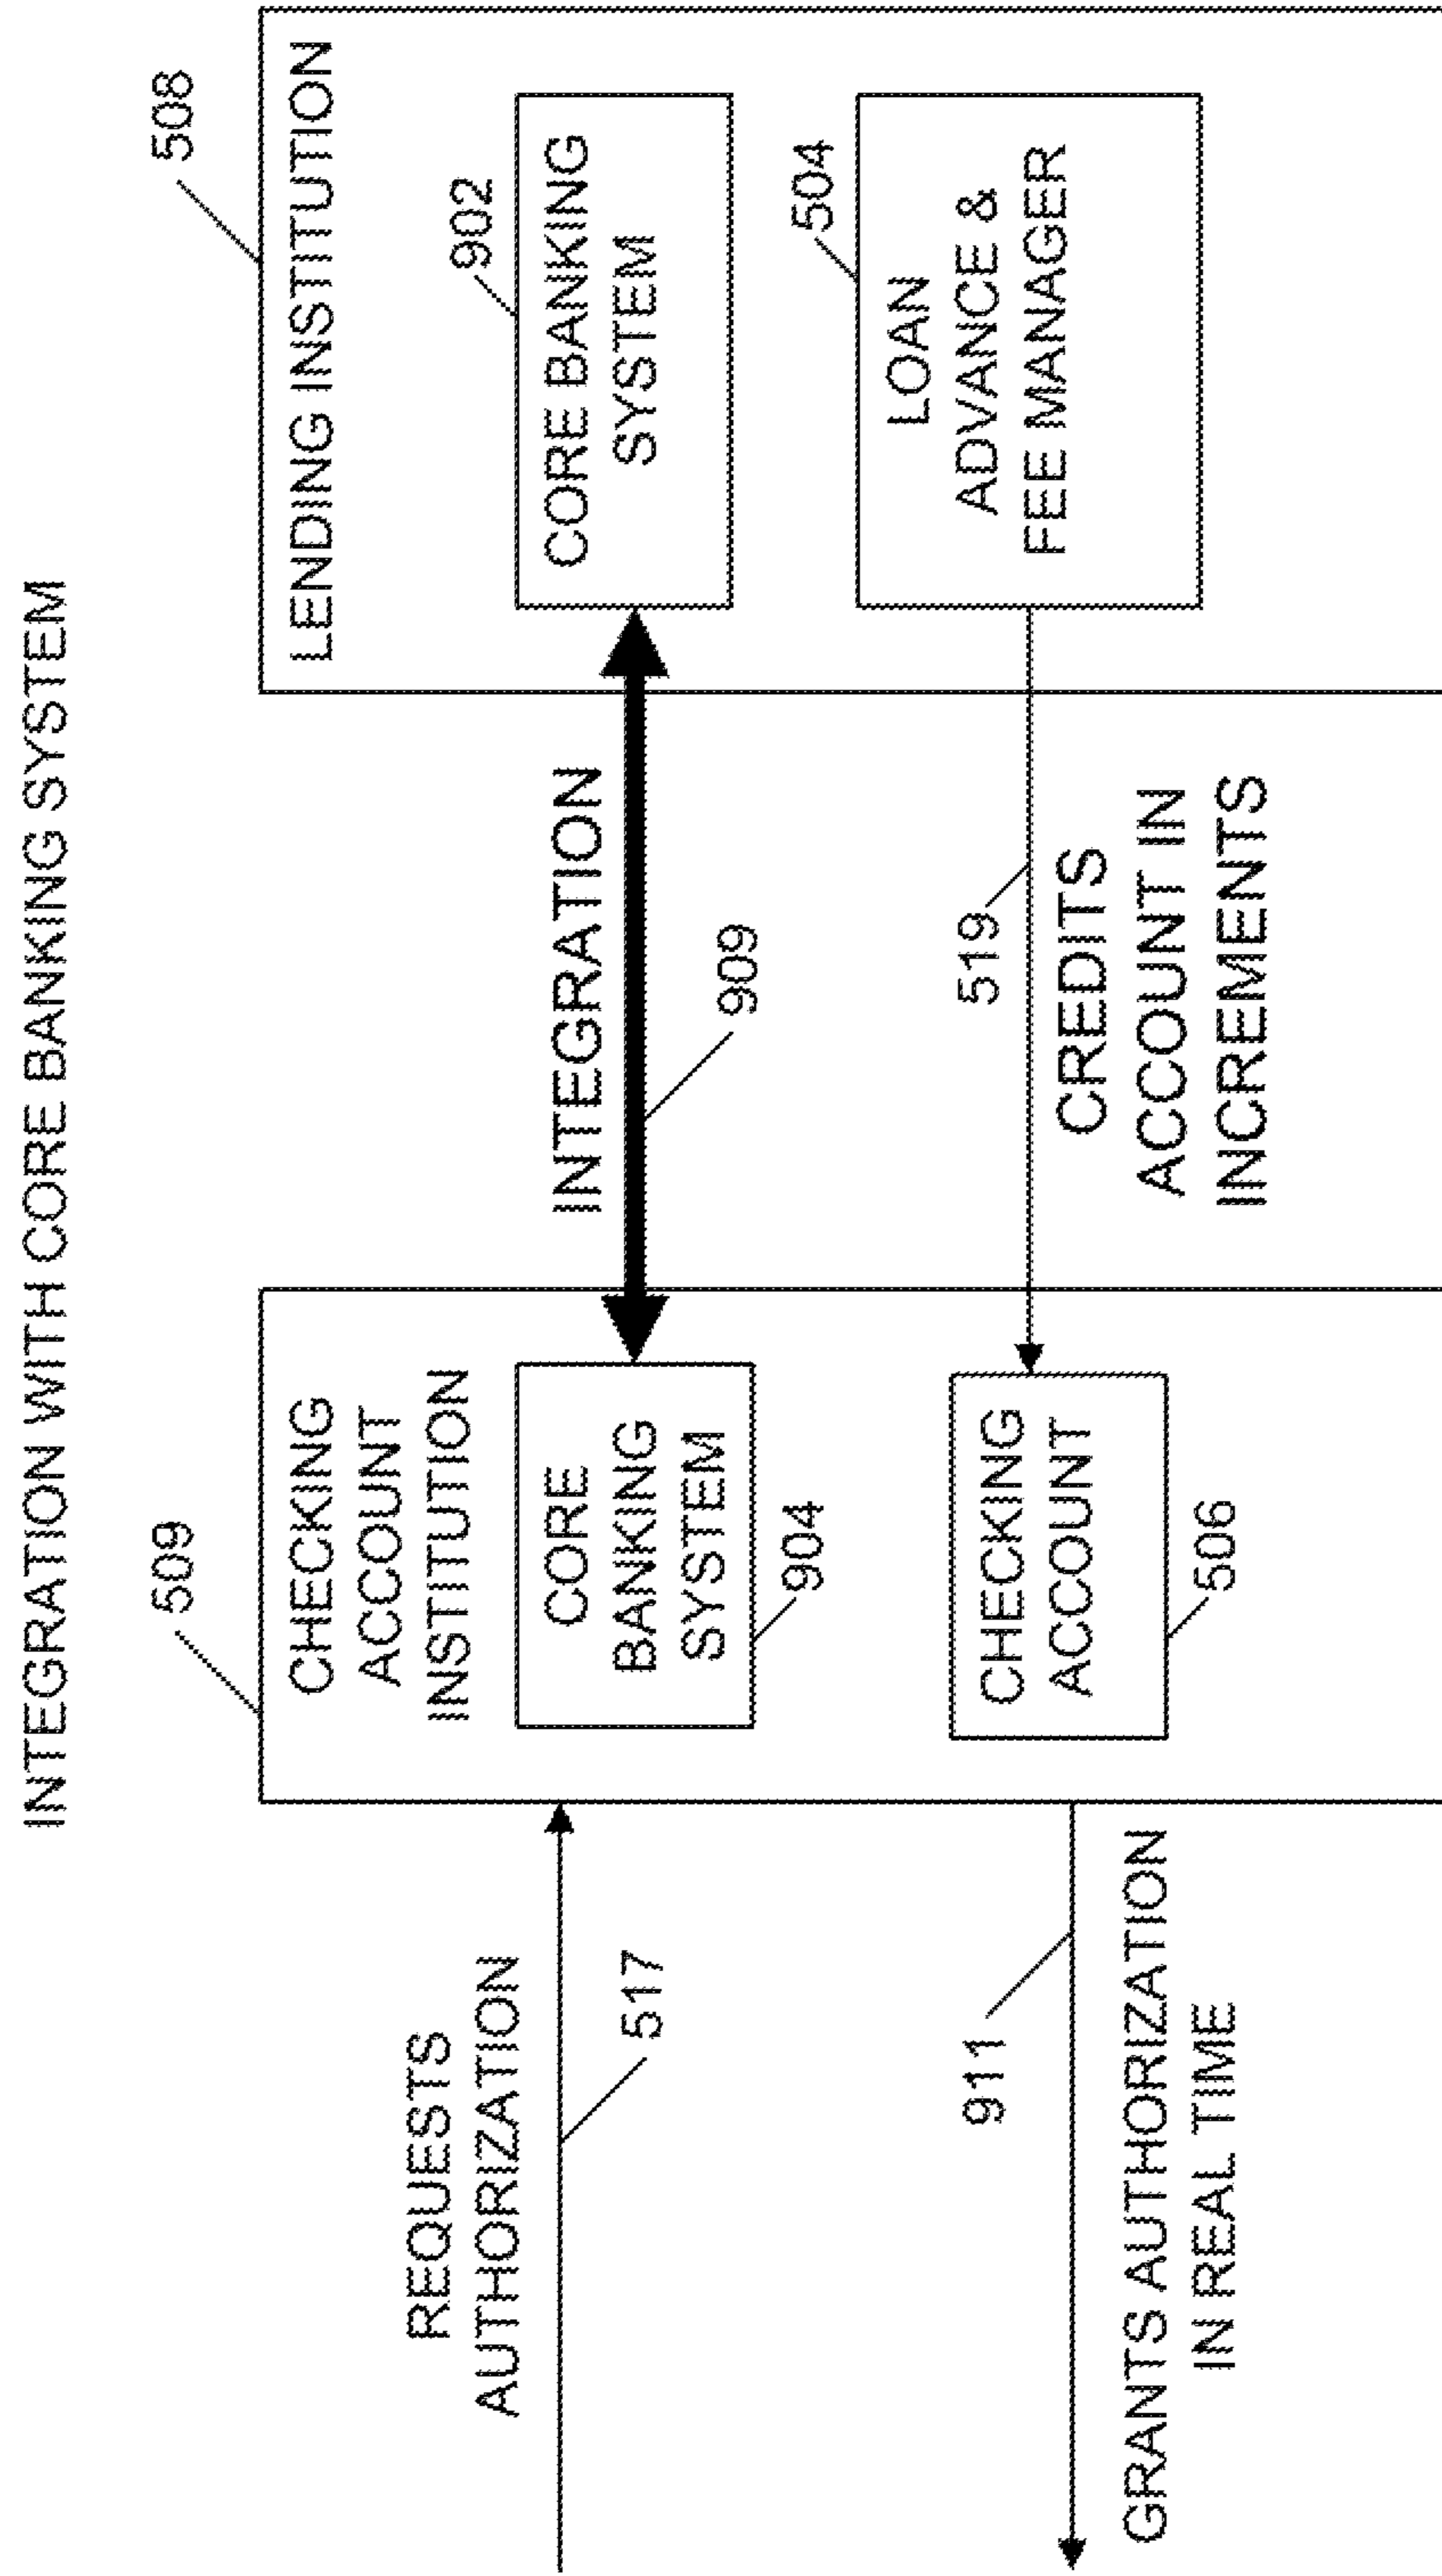 INTEGRATION WITH CORE BANKING SYSTEM
REQUESTS
AUTHORIZATION
517
911
GRANTS AUTHORIZATION
IN REAL TIME
509
CHECKING
ACCOUNT
INSTITUTION
CORE
BANKING
SYSTEM
904
CHECKING
ACCOUNT
506
INTEGRATION
909
519
CREDITS
ACCOUNT IN
INCREMENTS
508
LENDING INSTITUTION
902
CORE BANKING
SYSTEM
504
LOAN
ADVANCE &
FEE MANAGER